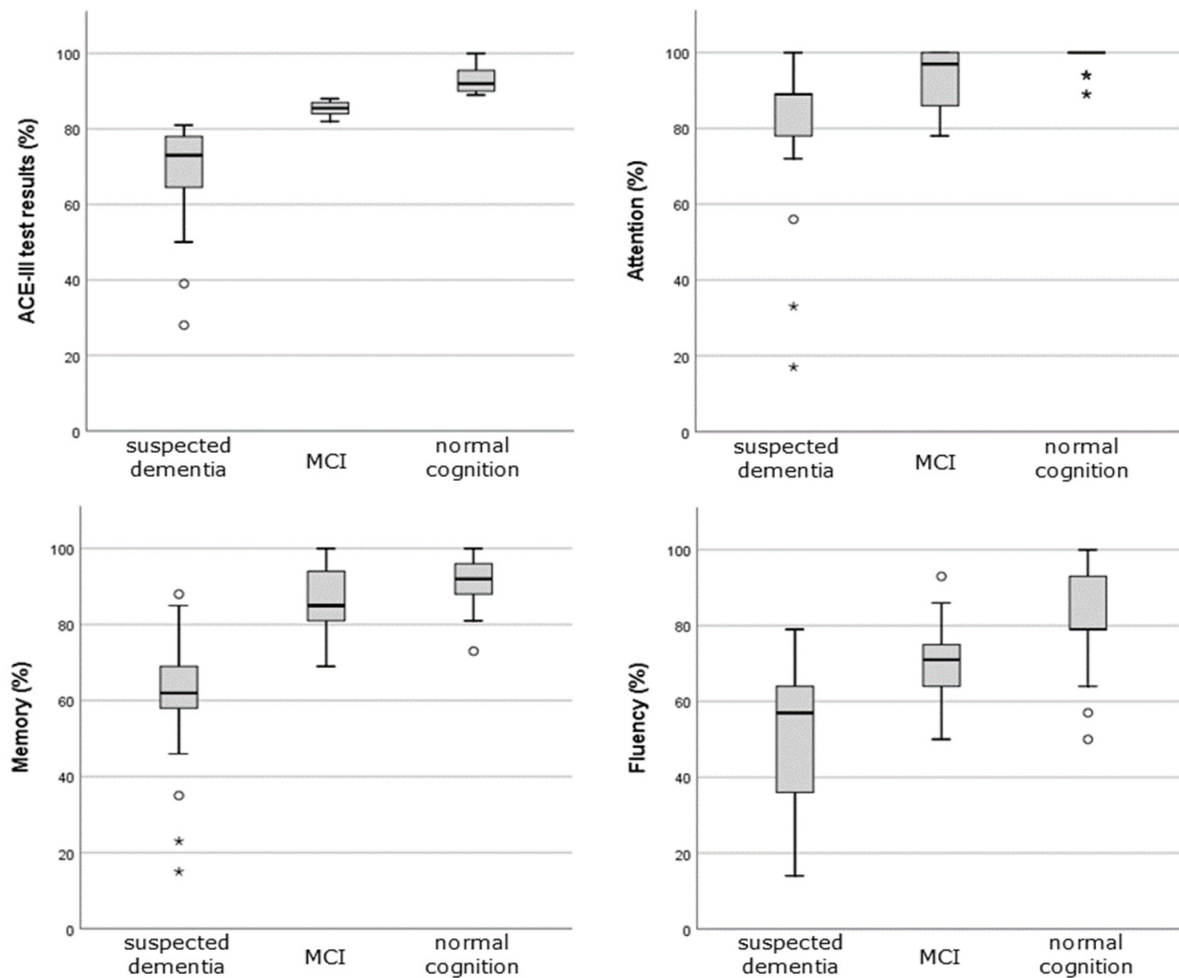 ACE-III test results (%)
100
80
60
40
20
0
suspected
dementia
MCI
normal
cognition
Attention (%)
100
80
60
40
20
0
suspected
dementia
MCI
normal
cognition
Memory (%)
100
80
60
40
20
0
suspected
dementia
MCI
normal
cognition
Fluency (%)
100
80
60
40
20
0
suspected
dementia
MCI
normal
cognition